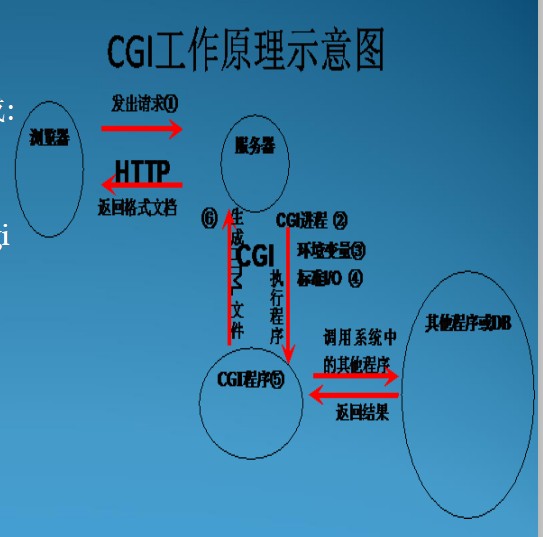 CGI工作原理示意图
:
发出请求①
浏览器
服务器
HTTP
返回格式文档
⑥
生成HTML文件
CGI进程 ②
gi
CGI
环境变量③
标准I/O ④
执行程序
其他程序或DB
调用系统中
的其他程序
CGI程序⑤
返回结果